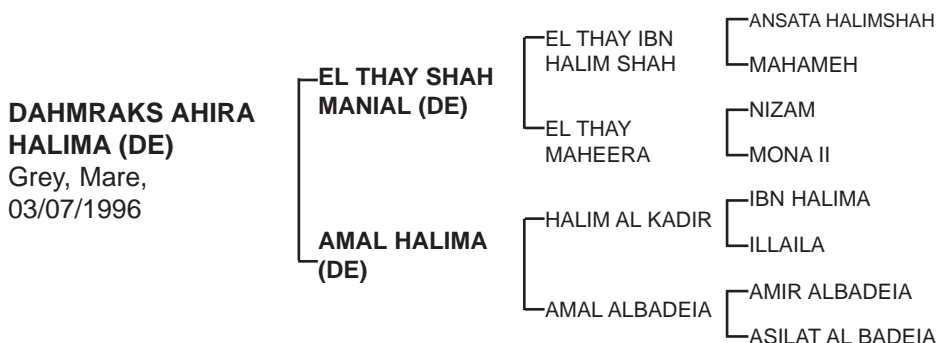 DAHMRAKS AHIRA
HALIMA (DE)
Grey, Mare,
03/07/1996
EL THAY SHAH
MANIAL (DE)
AMAL HALIMA
(DE)
EL THAY IBN
HALIM SHAH
EL THAY
MAHEERA
HALIM AL KADIR
AMAL ALBADEIA
ANSATA HALIMSHAH
MAHAMEH
NIZAM
MONA II
IBN HALIMA
ILLAILA
AMIR ALBADEIA
ASILAT AL BADEIA